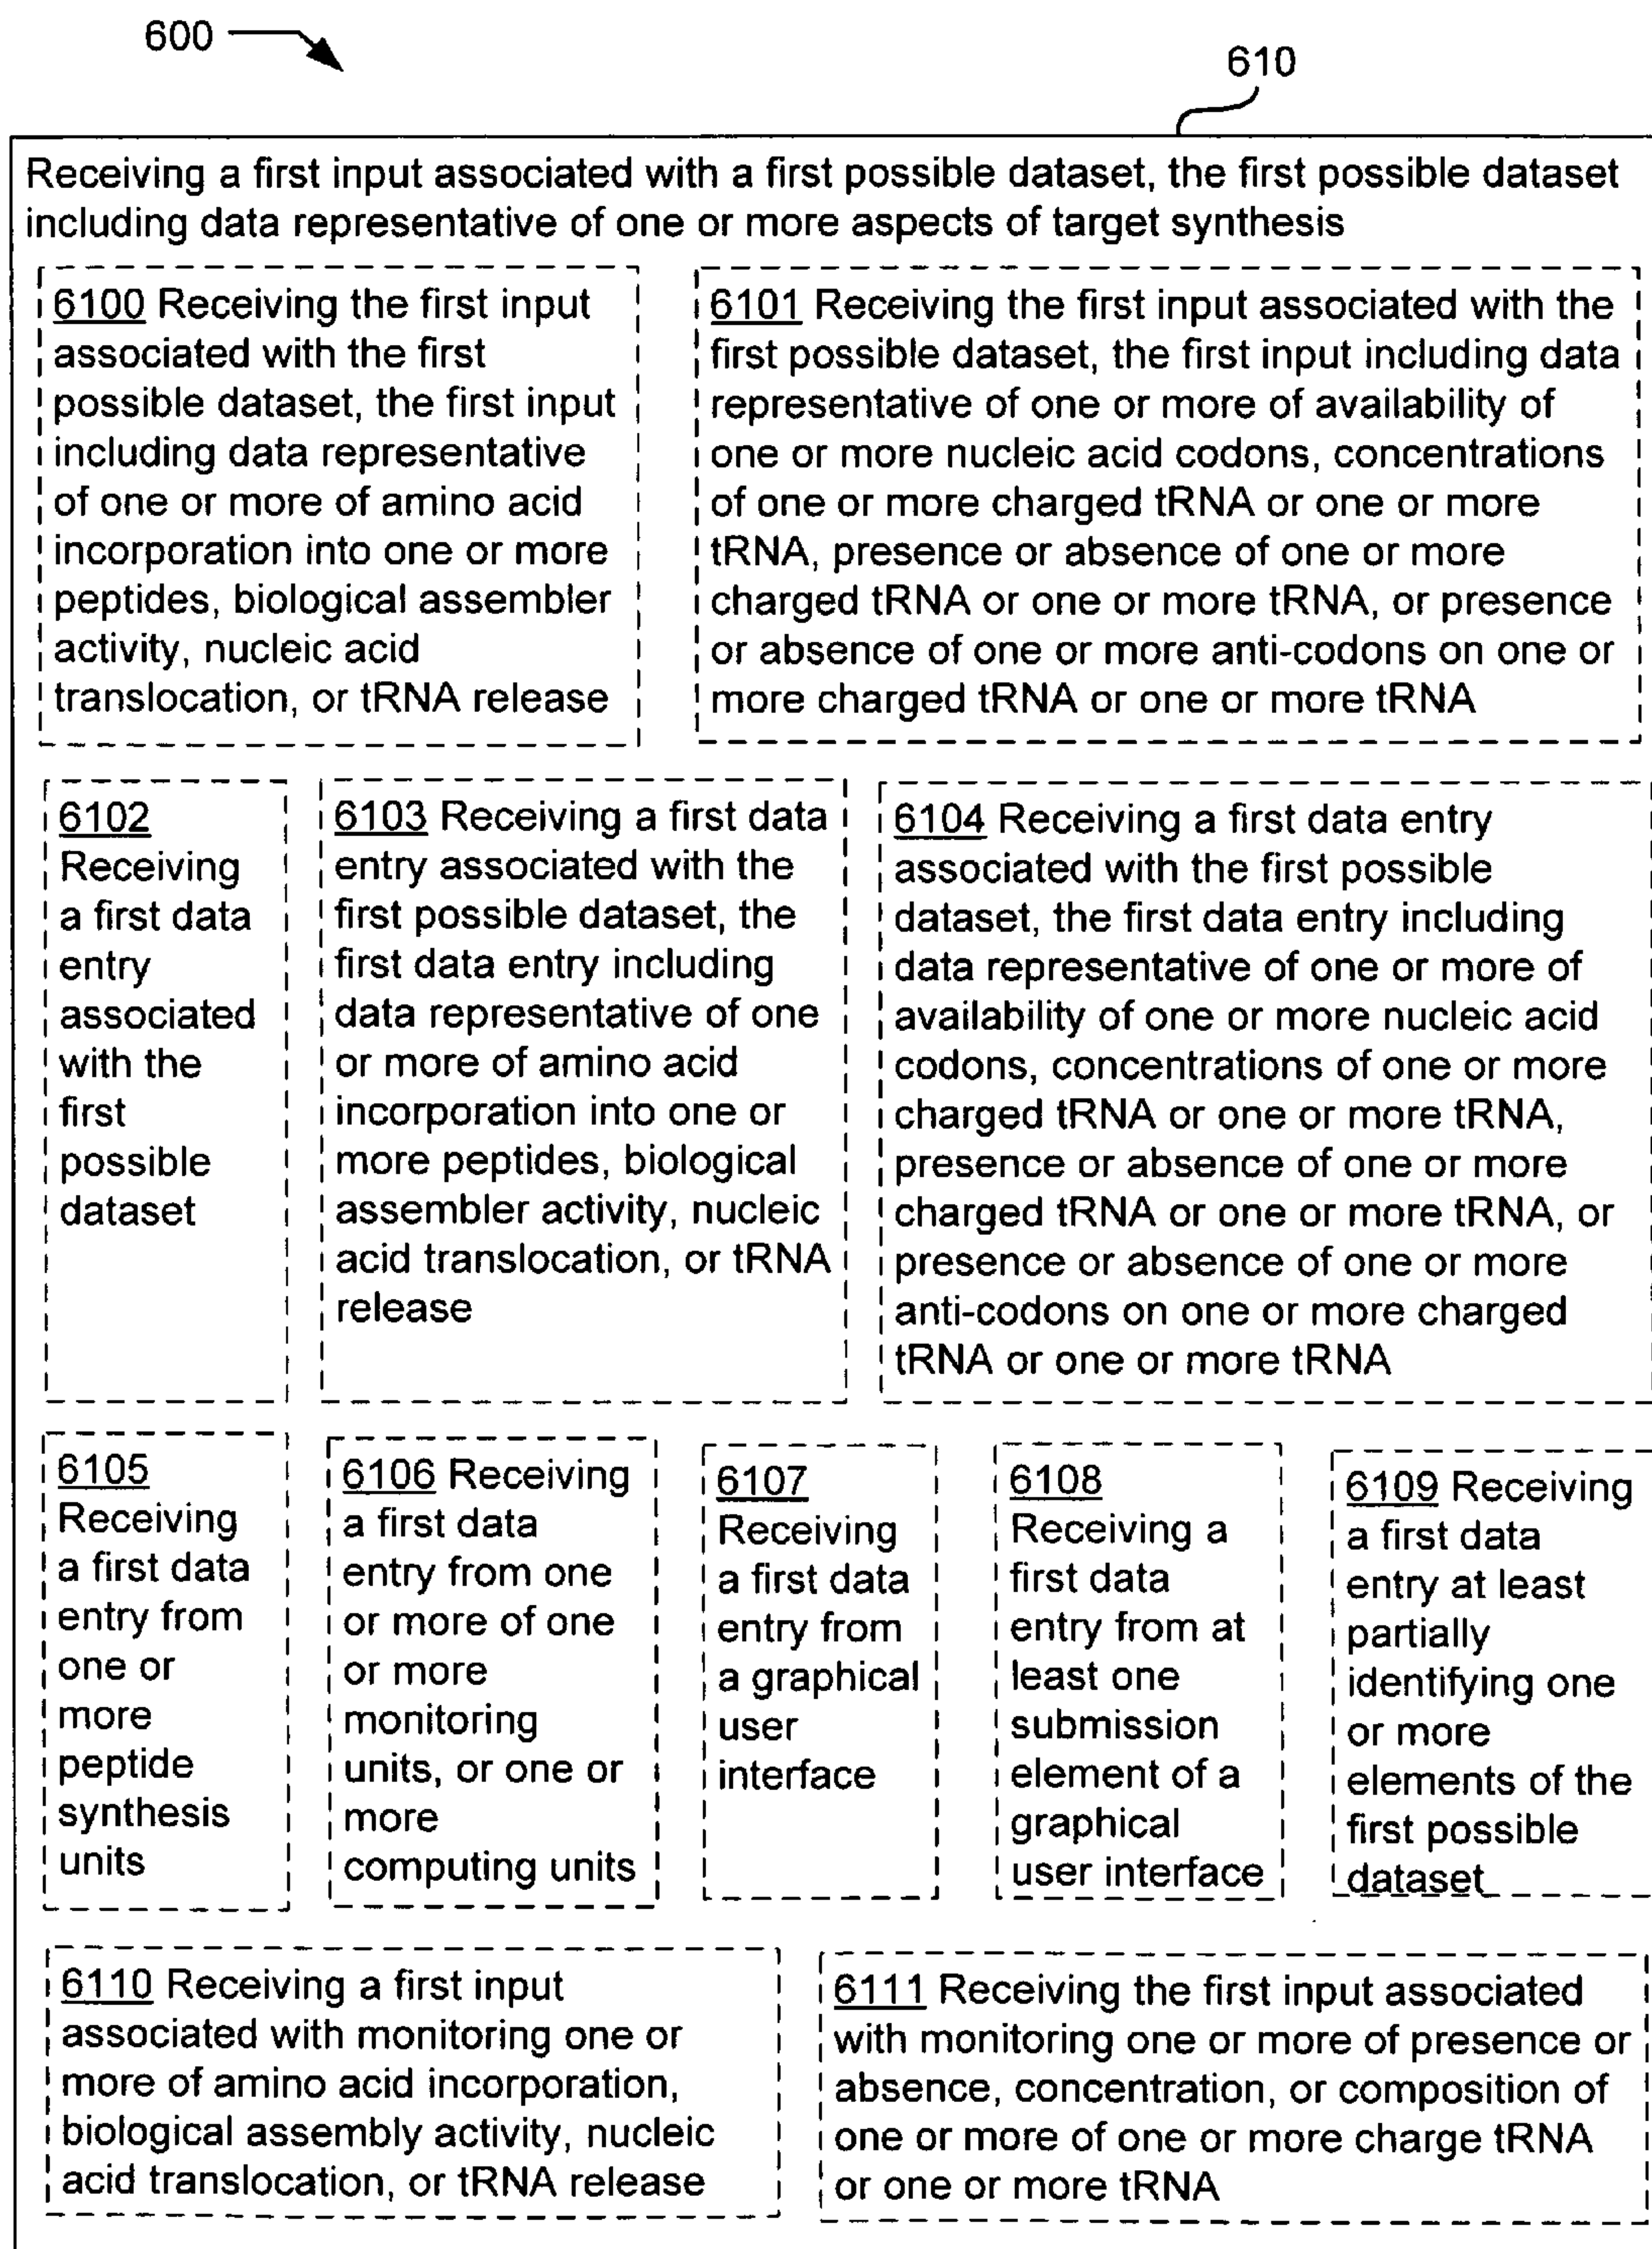 600
610
Receiving a first input associated with a first possible dataset, the first possible dataset
including data representative of one or more aspects of target synthesis
6100 Receiving the first input
associated with the first
possible dataset, the first input
including data representative
of one or more of amino acid
incorporation into one or more
peptides, biological assembler
activity, nucleic acid
translocation, or tRNA release
6101 Receiving the first input associated with the
first possible dataset, the first input including data
representative of one or more of availability of
one or more nucleic acid codons, concentrations
of one or more charged tRNA or one or more
tRNA, presence or absence of one or more
charged tRNA or one or more tRNA, or presence
or absence of one or more anti-codons on one or
more charged tRNA or one or more tRNA
6102
Receiving
a first data
entry
associated
with the
first
possible
dataset
6103 Receiving a first data
entry associated with the
first possible dataset, the
first data entry including
data representative of one
or more of amino acid
incorporation into one or
more peptides, biological
assembler activity, nucleic
acid translocation, or tRNA
release
6104 Receiving a first data entry
associated with the first possible
dataset, the first data entry including
data representative of one or more of
availability of one or more nucleic acid
codons, concentrations of one or more
charged tRNA or one or more tRNA,
presence or absence of one or more
charged tRNA or one or more tRNA, or
presence or absence of one or more
anti-codons on one or more charged
tRNA or one or more tRNA
6105
Receiving
a first data
entry from
one or
more
peptide
synthesis
units
6106 Receiving
a first data
entry from one
or more of one
or more
monitoring
units, or one or
more
computing units
6107
Receiving
a first data
entry from
a graphical
user
interface
6108
Receiving a
first data
entry from at
least one
submission
element of a
graphical
user interface
6109 Receiving
a first data
entry at least
partially
identifying one
or more
elements of the
first possible
dataset
6110 Receiving a first input
associated with monitoring one or
more of amino acid incorporation,
biological assembly activity, nucleic
acid translocation, or tRNA release
6111 Receiving the first input associated
with monitoring one or more of presence or
absence, concentration, or composition of
one or more of one or more charge tRNA
or one or more tRNA